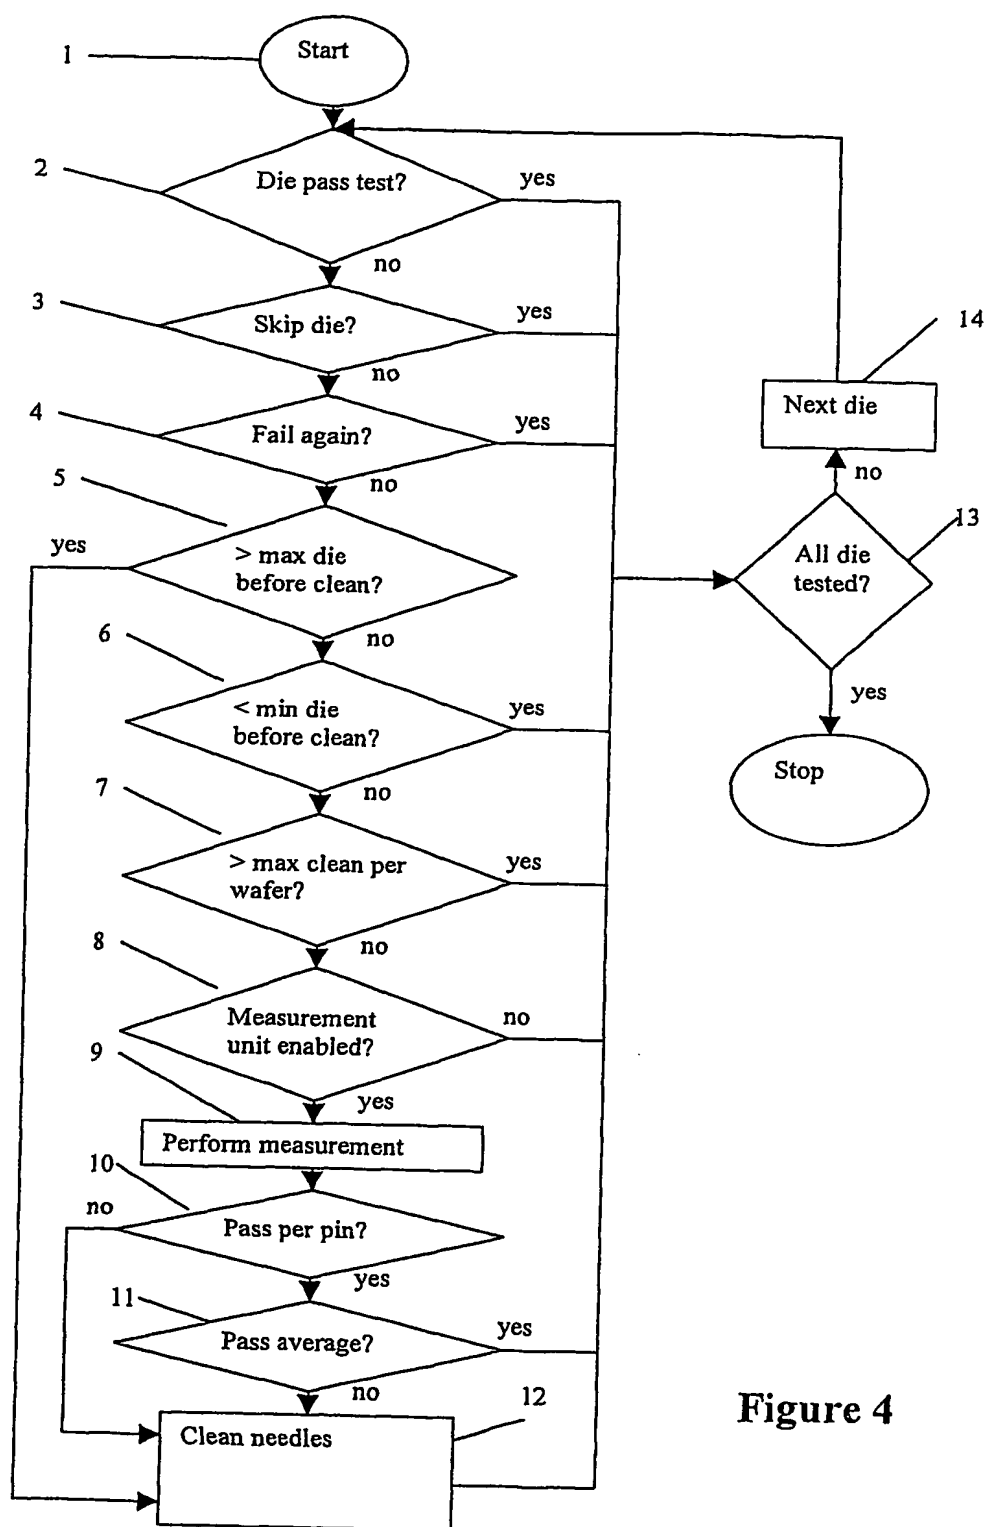 Start
1
2
Die pass test?
yes
no
3
Skip die?
yes
no
14
Next die
4
Fail again?
yes
no
no
5
yes
> max die
before clean?
13
All die
tested?
no
6
yes
< min die
before clean?
yes
Stop
no
7
> max clean per
wafer?
yes
no
8
Measurement
unit enabled?
no
9
yes
Perform measurement
10
no
Pass per pin?
yes
11
Pass average?
yes
no
12
Clean needles
Figure 4